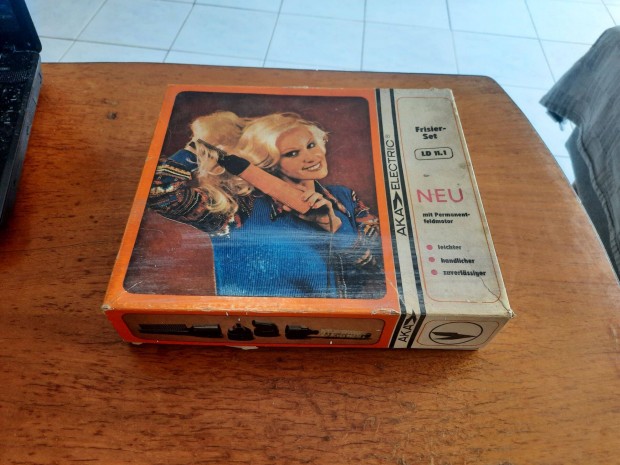 AKA ELECTRIC®
Frisier-
Set
LD 11.1
NEU
mit Permanent-
feldmotor
leichter
handlicher
zuverlässiger
AKA